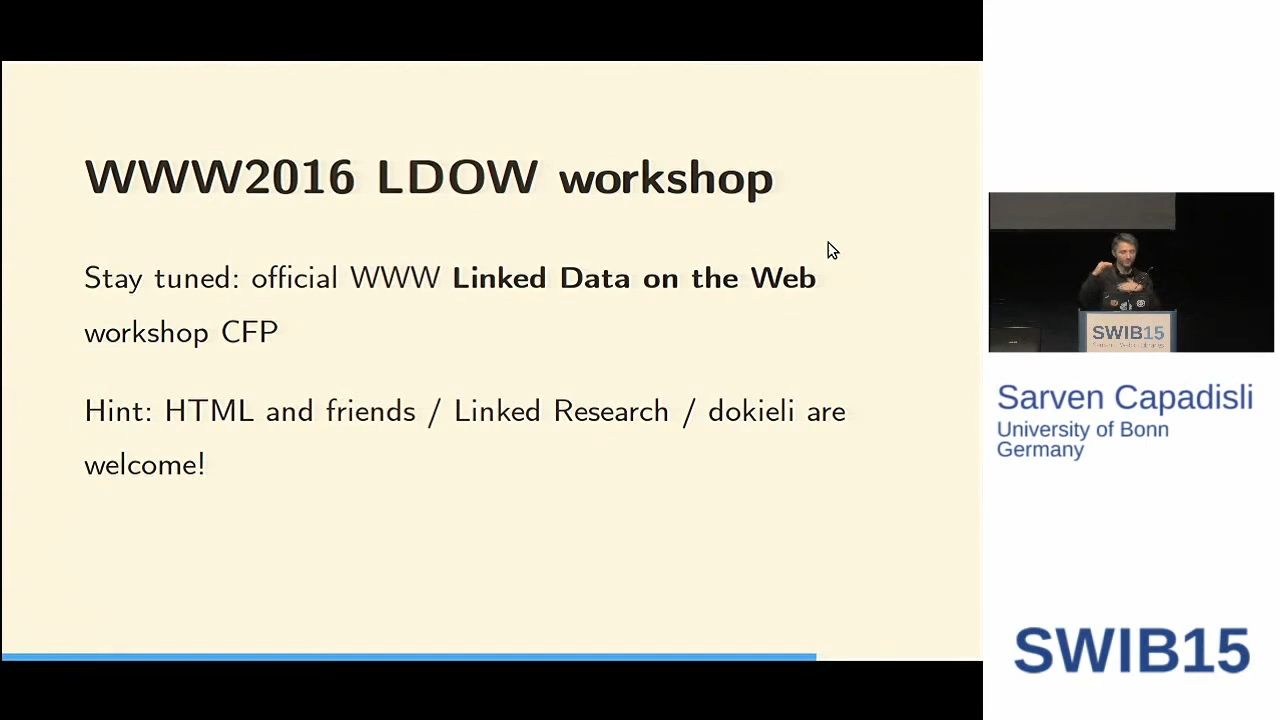 WWW2016 LDOW workshop
Stay tuned: official WWW Linked Data on the Web
workshop CFP
Hint: HTML and friends / Linked Research / dokieli are
welcome!
SWIB15
Sarven Capadisli
University of Bonn
Germany
SWIB15